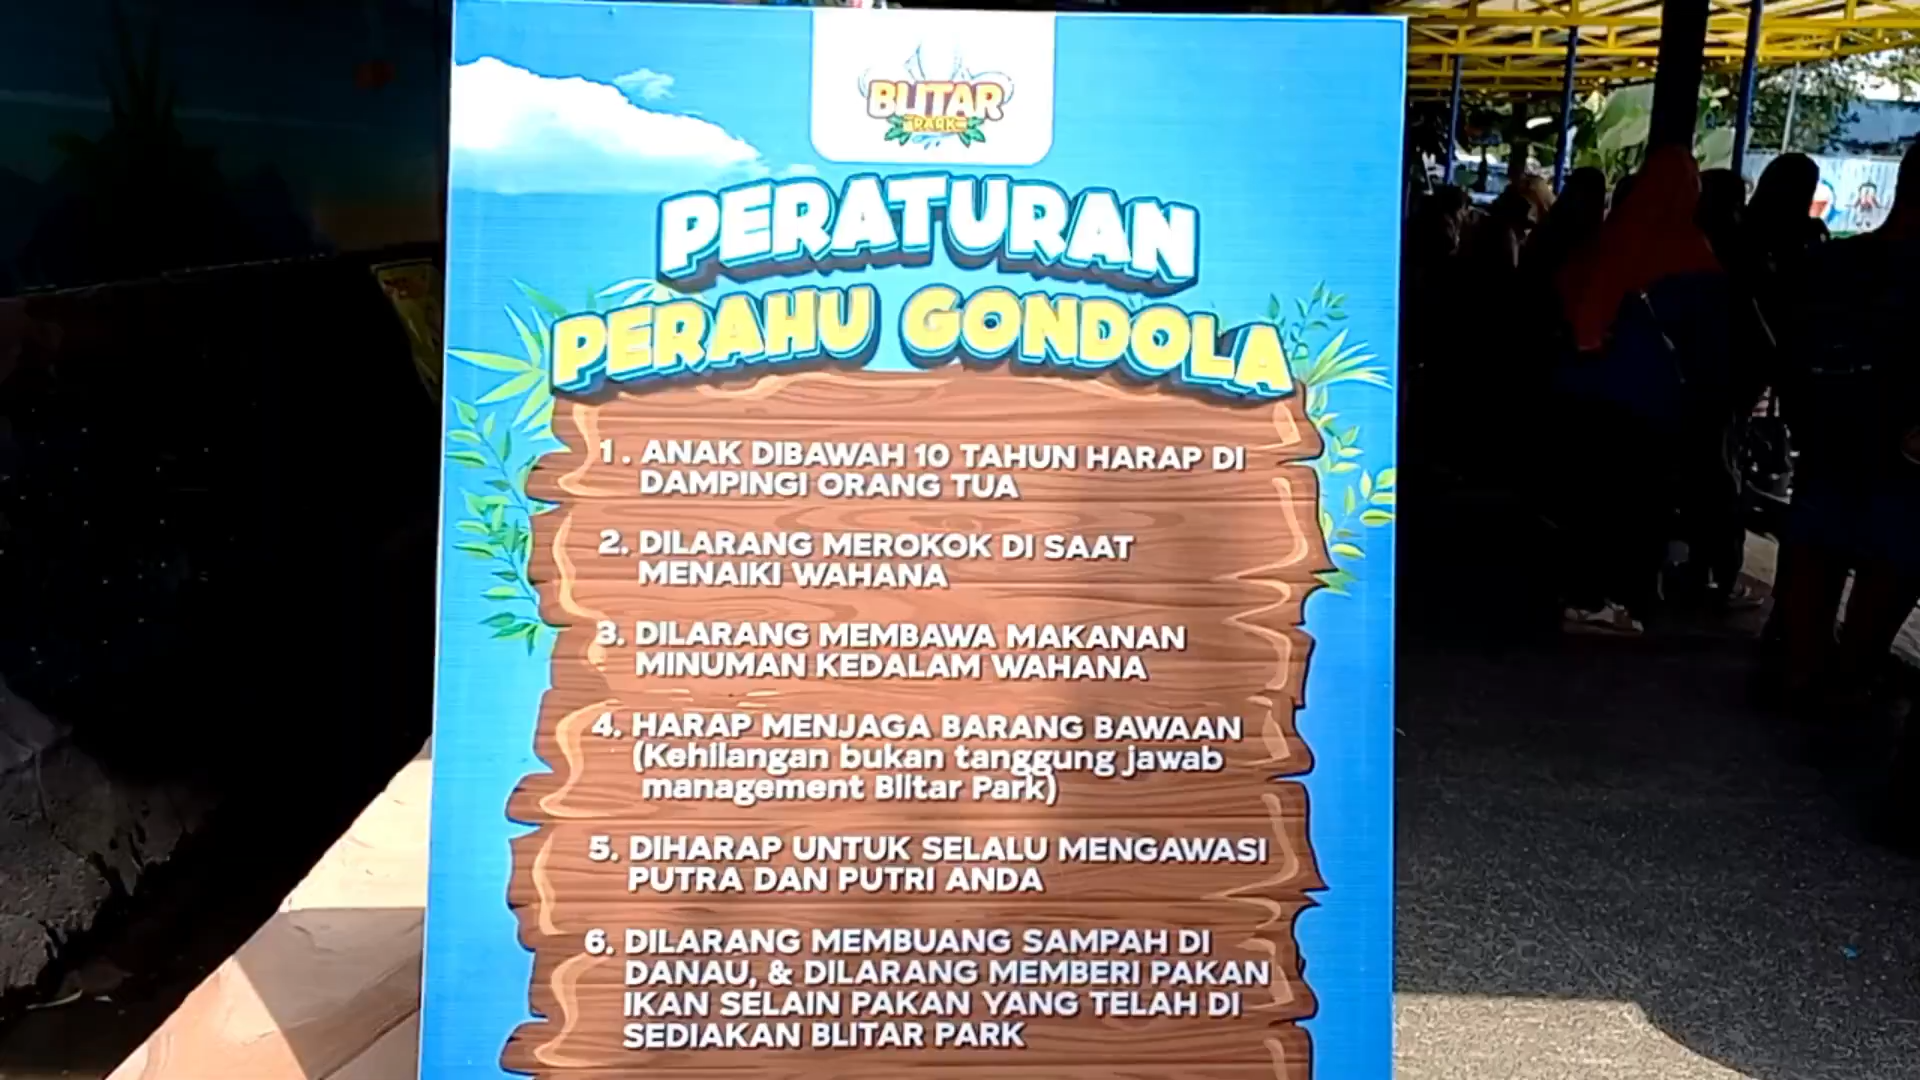 BLITAR
PARK
PERATURAN
PERAHU GONDOLA
1. ANAK DIBAWAH 10 TAHUN HARAP DI
DAMPINGI ORANG TUA
2. DILARANG MEROKOK DI SAAT
MENAIKI WAHANA
3. DILARANG MEMBAWA MAKANAN
MINUMAN KEDALAM WAHANA
4. HARAP MENJAGA BARANG BAWAAN
(Kehilangan bukan tanggung jawab
management Blitar Park)
5. DIHARAP UNTUK SELALU MENGAWASI
PUTRA DAN PUTRI ANDA
6. DILARANG MEMBUANG SAMPAH DI
DANAU, & DILARANG MEMBERI PAKAN
IKAN SELAIN PAKAN YANG TELAH DI
SEDIAKAN BLITAR PARK